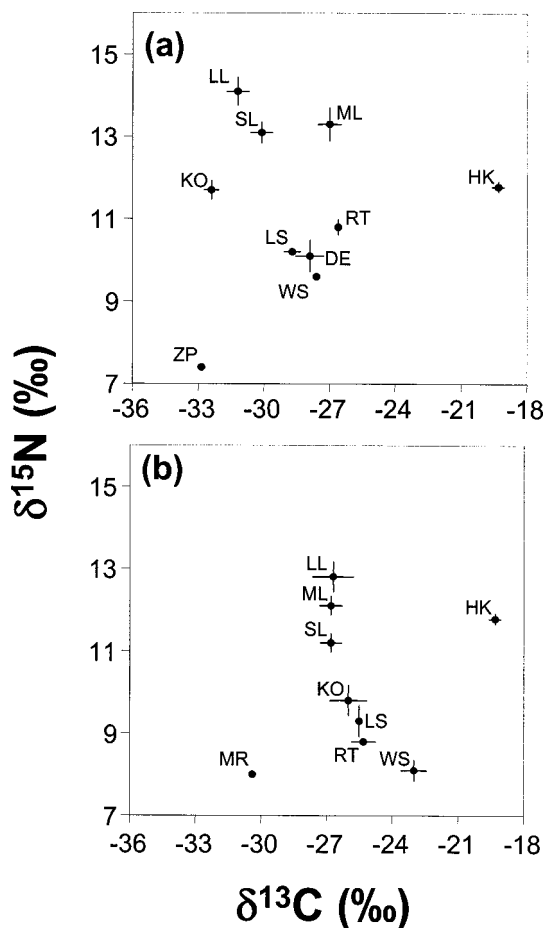 (a)
15
13
11
9
7
LL
SL
ML
KO
HK
RT
LS
DE
WS
ZP
-36 -33 -30 -27 -24 -21 -18
δ15N (‰)
(b)
15
13
11
9
7
LL
ML
HK
SL
KO
LS
RT
WS
MR
-36 -33 -30 -27 -24 -21 -18
δ13C (‰)